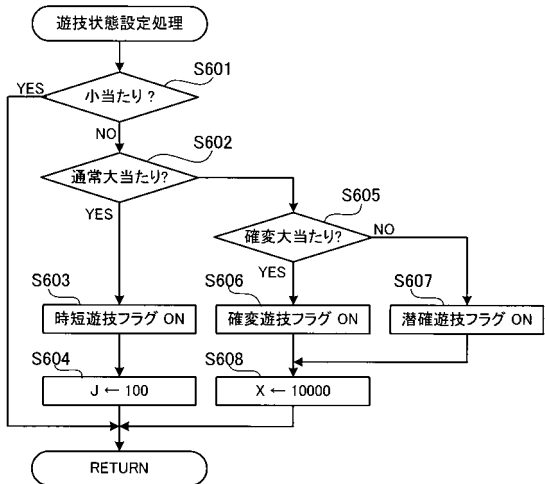 遊技状態設定処理
S601
YES
小当たり?
NO
S602
通常大当たり?
YES
S605
確変大当たり?
NO
YES
S603
時短遊技フラグ ON
S606
確変遊技フラグ ON
S607
潜確遊技フラグ ON
S604
J ← 100
S608
X ← 10000
RETURN